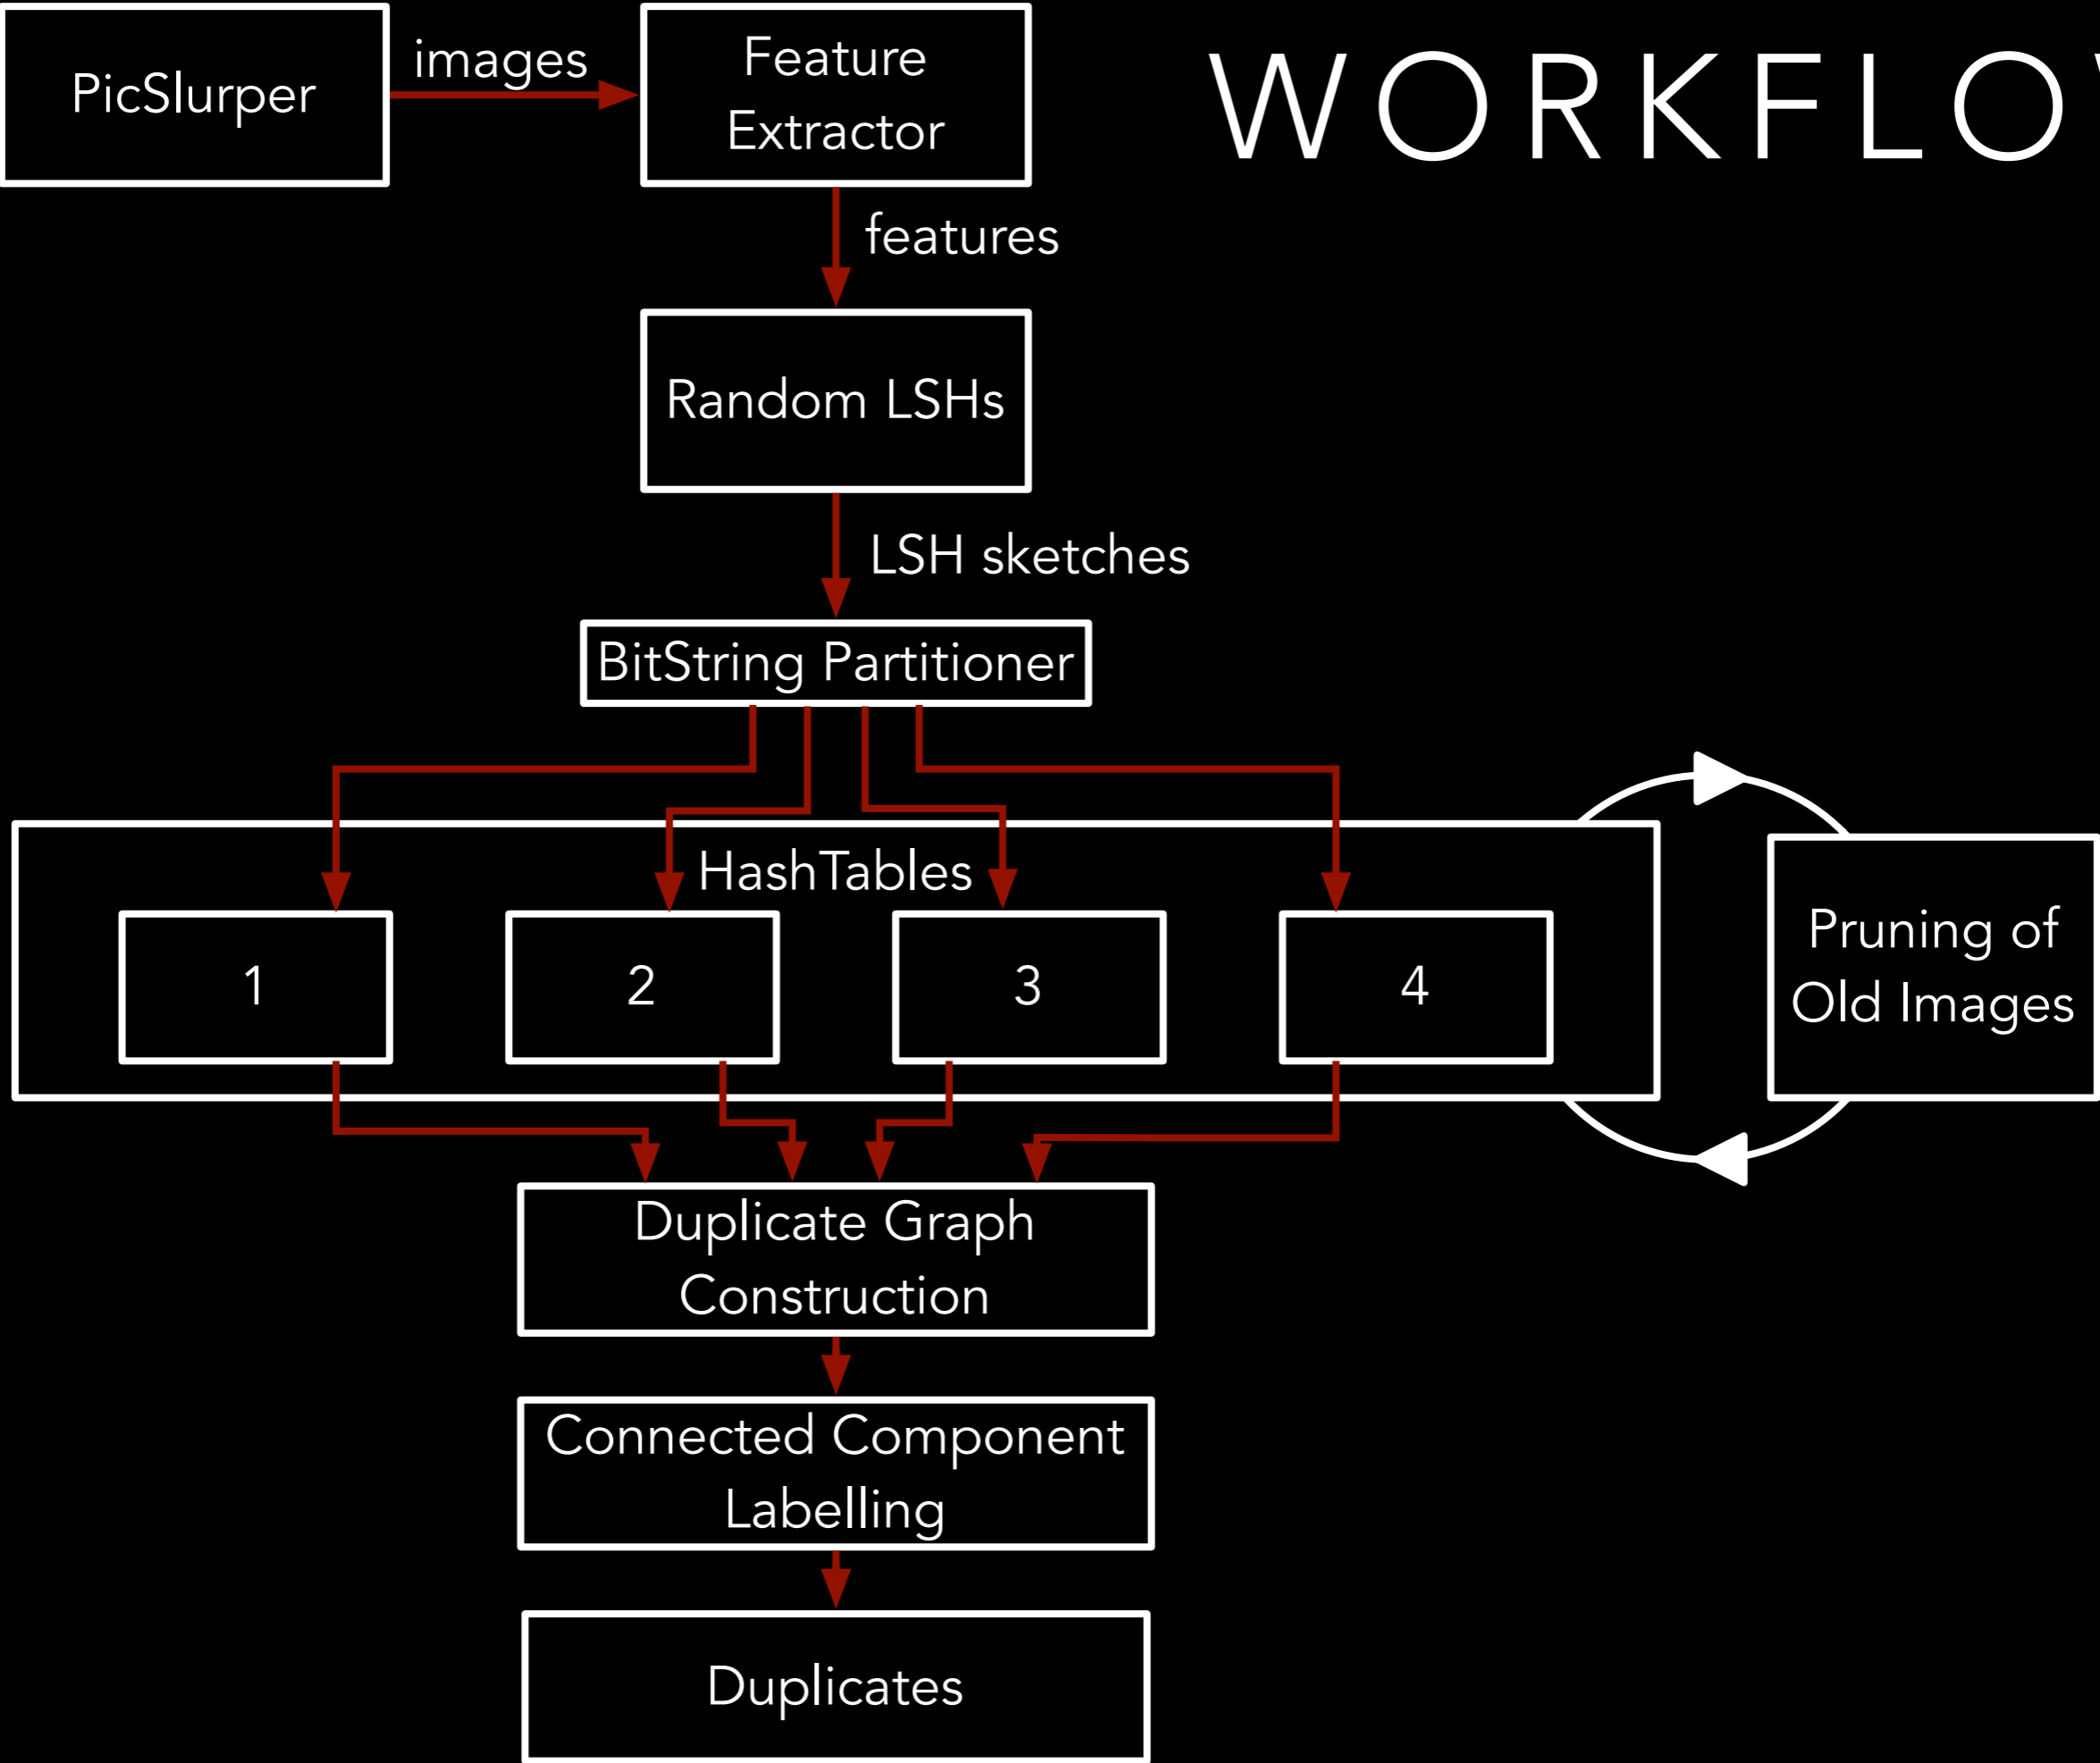 PicSlurper
images
Feature
Extractor
WORKFLO
features
Random LSHs
LSH sketches
BitString Partitioner
HashTables
1
2
3
4
Pruning of
Old Images
Duplicate Graph
Construction
Connected Component
Labelling
Duplicates